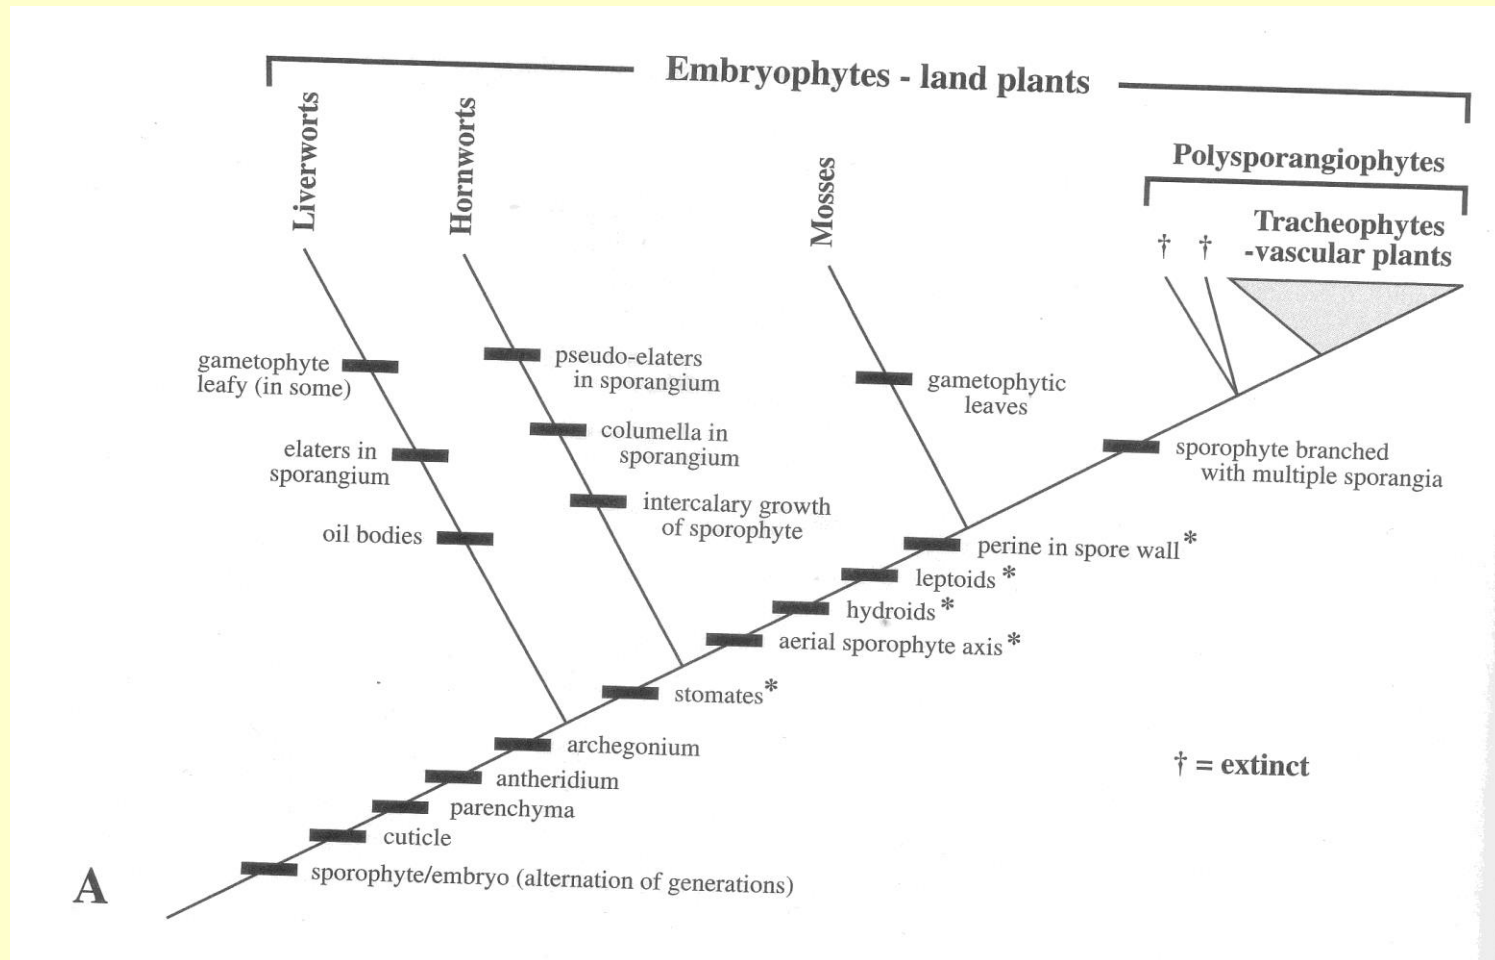 Embryophytes - land plants
Liverworts
Hornworts
Mosses
Polysporangiophytes
Tracheophytes
-vascular plants
† †
gametophyte
leafy (in some)
elaters in
sporangium
oil bodies
pseudo-elaters
in sporangium
columella in
sporangium
intercalary growth
of sporophyte
gametophytic
leaves
sporophyte branched
with multiple sporangia
perine in spore wall*
leptoids*
hydroids*
aerial sporophyte axis*
stomates*
archegonium
antheridium
parenchyma
cuticle
sporophyte/embryo (alternation of generations)
† = extinct
A